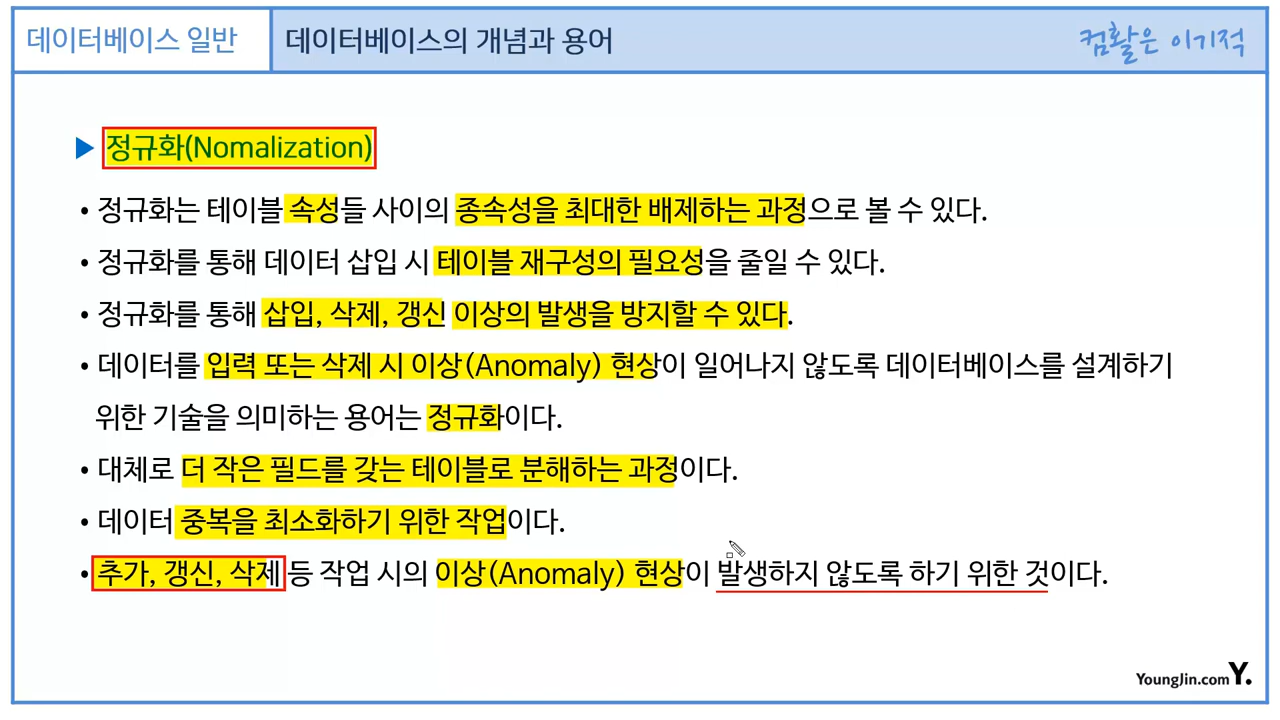 데이터베이스 일반
데이터베이스의 개념과 용어
컴활은 이기적
▶ 정규화(Nomalization)
• 정규화는 테이블 속성들 사이의 종속성을 최대한 배제하는 과정으로 볼 수 있다.
• 정규화를 통해 데이터 삽입 시 테이블 재구성의 필요성을 줄일 수 있다.
• 정규화를 통해 삽입, 삭제, 갱신 이상의 발생을 방지할 수 있다.
• 데이터를 입력 또는 삭제 시 이상(Anomaly) 현상이 일어나지 않도록 데이터베이스를 설계하기
위한 기술을 의미하는 용어는 정규화이다.
• 대체로 더 작은 필드를 갖는 테이블로 분해하는 과정이다.
• 데이터 중복을 최소화하기 위한 작업이다.
• 추가, 갱신, 삭제 등 작업 시의 이상(Anomaly) 현상이 발생하지 않도록 하기 위한 것이다.
YoungJin.com Y.